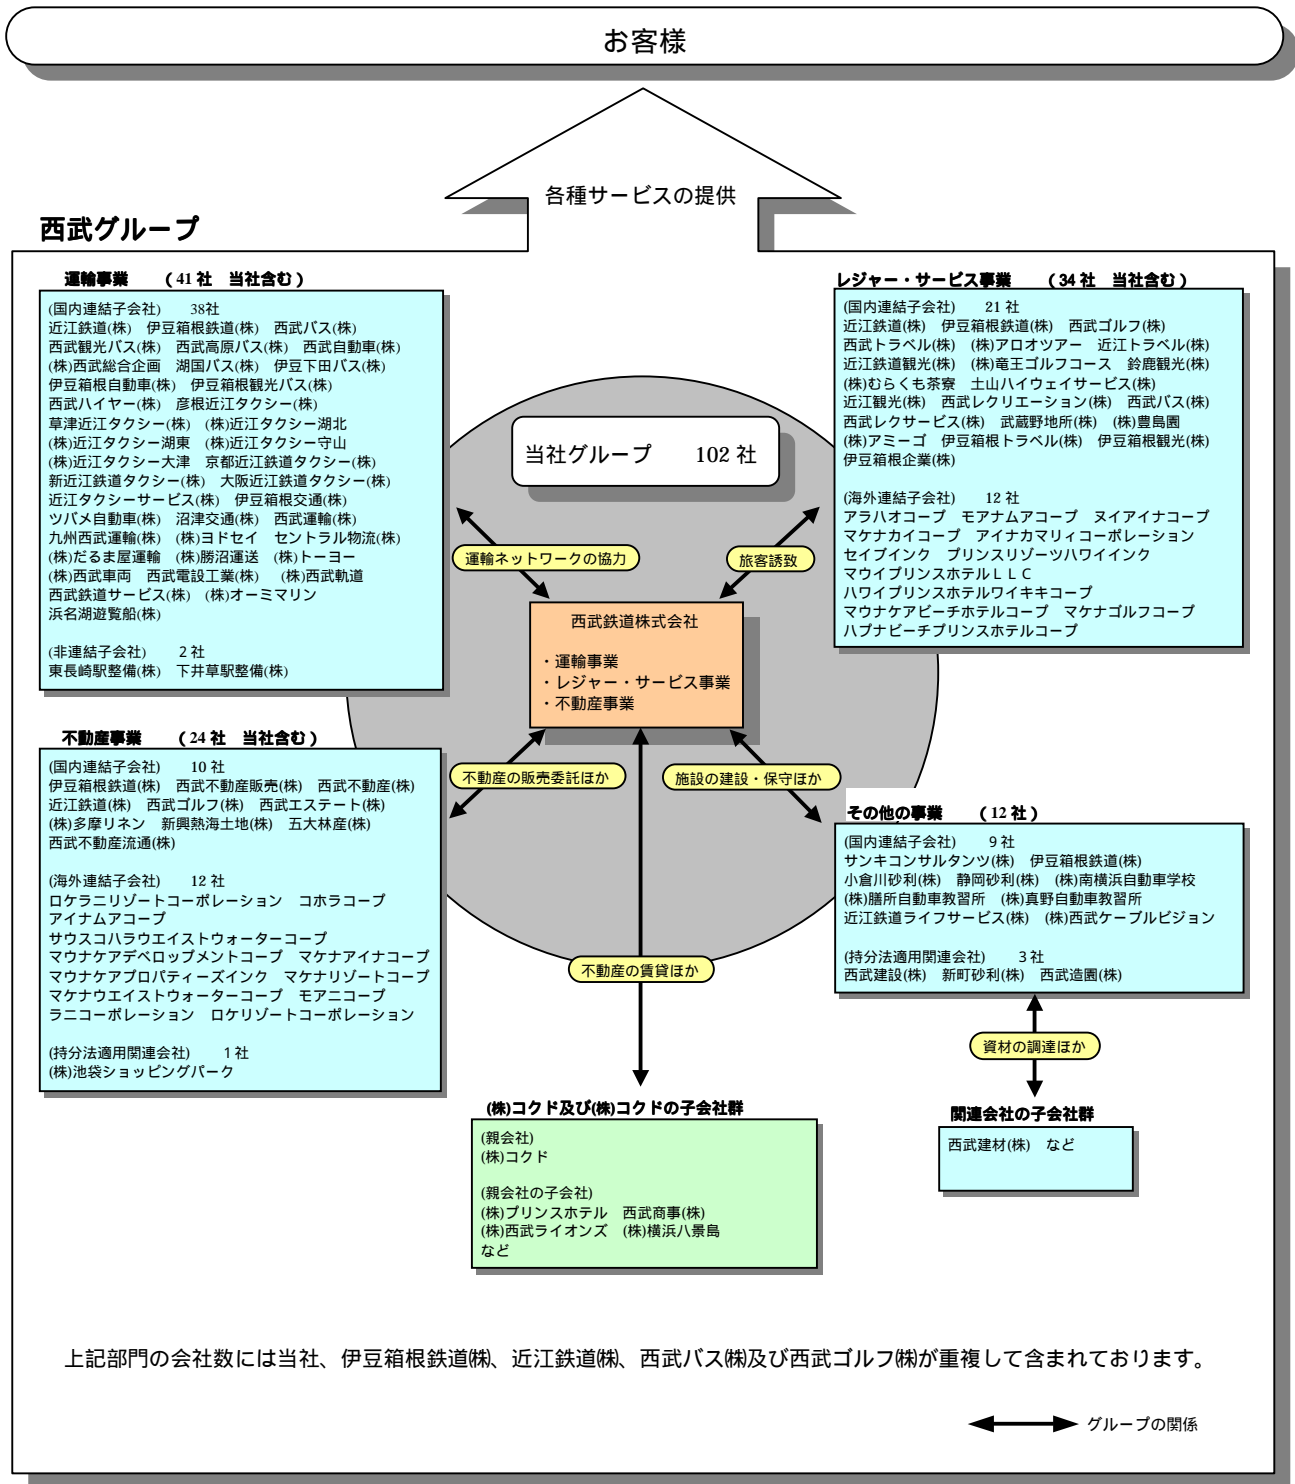 お客様
各種サービスの提供
西武グループ
運輸事業 (41 社 当社含む)
(国内連結子会社) 38社
近江鉄道(株) 伊豆箱根鉄道(株) 西武バス(株)
西武観光バス(株) 西武高原バス(株) 西武自動車(株)
(株)西武総合企画 湖国バス(株) 伊豆下田バス(株)
伊豆箱根自動車(株) 伊豆箱根観光バス(株)
西武ハイヤー(株) 彦根近江タクシー(株)
草津近江タクシー(株) (株)近江タクシー湖北
(株)近江タクシー湖東 (株)近江タクシー守山
(株)近江タクシー大津 京都近江鉄道タクシー(株)
新近江鉄道タクシー(株) 大阪近江鉄道タクシー(株)
近江タクシーサービス(株) 伊豆箱根交通(株)
ツバメ自動車(株) 沼津交通(株) 西武運輸(株)
九州西武運輸(株) (株)ヨドセイ セントラル物流(株)
(株)だるま屋運輸 (株)勝沼運送 (株)トーヨー
(株)西武車両 西武電設工業(株) (株)西武軌道
西武鉄道サービス(株) (株)オーミマリン
浜名湖遊覧船(株)
(非連結子会社) 2 社
東長崎駅整備(株) 下井草駅整備(株)
レジャー・サービス事業 (34 社 当社含む)
(国内連結子会社) 21 社
近江鉄道(株) 伊豆箱根鉄道(株) 西武ゴルフ(株)
西武トラベル(株) (株)アロオツアー 近江トラベル(株)
近江鉄道観光(株) (株)竜王ゴルフコース 鈴鹿観光(株)
(株)むらくも茶寮 土山ハイウェイサービス(株)
近江観光(株) 西武レクリエーション(株) 西武バス(株)
西武レクサービス(株) 武蔵野地所(株) (株)豊島園
(株)アミーゴ 伊豆箱根トラベル(株) 伊豆箱根観光(株)
伊豆箱根企業(株)
(海外連結子会社) 12 社
アラハオコープ モアナムアコープ ヌイアイナコープ
マケナカイコープ アイナカマリィコーポレーション
セイブインク プリンスリゾーツハワイインク
マウイプリンスホテルＬＬＣ
ハワイプリンスホテルワイキキコープ
マウナケアビーチホテルコープ マケナゴルフコープ
ハプナビーチプリンスホテルコープ
当社グループ 102 社
運輸ネットワークの協力
旅客誘致
西武鉄道株式会社
・運輸事業
・レジャー・サービス事業
・不動産事業
不動産の販売委託ほか
施設の建設・保守ほか
不動産事業 (24 社 当社含む)
(国内連結子会社) 10 社
伊豆箱根鉄道(株) 西武不動産販売(株) 西武不動産(株)
近江鉄道(株) 西武ゴルフ(株) 西武エステート(株)
(株)多摩リネン 新興熱海土地(株) 五大林産(株)
西武不動産流通(株)
(海外連結子会社) 12 社
ロケラニリゾートコーポレーション コホラコープ
アイナムアコープ
サウスコハラウエイストウォーターコープ
マウナケアデベロップメントコープ マケナアイナコープ
マウナケアプロパティーズインク マケナリゾートコープ
マケナウエイストウォーターコープ モアニコープ
ラニコーポレーション ロケリゾートコーポレーション
(持分法適用関連会社) 1 社
(株)池袋ショッピングパーク
その他の事業 (12 社)
(国内連結子会社) 9 社
サンキコンサルタンツ(株) 伊豆箱根鉄道(株)
小倉川砂利(株) 静岡砂利(株) (株)南横浜自動車学校
(株)膳所自動車教習所 (株)真野自動車教習所
近江鉄道ライフサービス(株) (株)西武ケーブルビジョン
(持分法適用関連会社) 3 社
西武建設(株) 新町砂利(株) 西武造園(株)
不動産の賃貸ほか
資材の調達ほか
(株)コクド及び(株)コクドの子会社群
(親会社)
(株)コクド
(親会社の子会社)
(株)プリンスホテル 西武商事(株)
(株)西武ライオンズ (株)横浜八景島
など
関連会社の子会社群
西武建材(株) など
上記部門の会社数には当社、伊豆箱根鉄道㈱、近江鉄道㈱、西武バス㈱及び西武ゴルフ㈱が重複して含まれております。
グループの関係